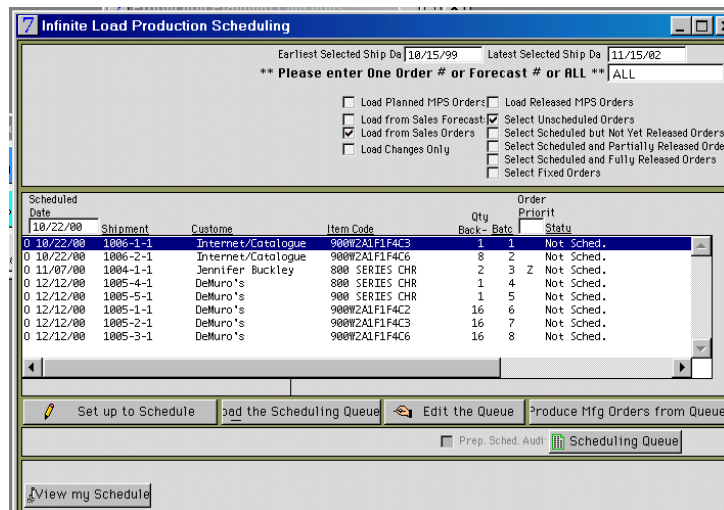 7 Infinite Load Production Scheduling
Earliest Selected Ship Da 10/15/99 Latest Selected Ship Da 11/15/02
** Please enter One Order # or Forecast # or ALL ** ALL
Load Planned MPS Orders Load Released MPS Orders
Load from Sales Forecast Select Unscheduled Orders
Load from Sales Orders Select Scheduled but Not Yet Released Orders
Load Changes Only Select Scheduled and Partially Released Orde
Select Scheduled and Fully Released Orders
Select Fixed Orders
Scheduled Order
Date Qty Priorit
10/22/00 Shipment Custome Item Code Back- Batc Statu
O 10/22/00 1006-1-1 Internet/Catalogue 900W2A1F1F4C3 1 1 Not Sched.
O 10/22/00 1006-2-1 Internet/Catalogue 900W2A1F1F4C6 8 2 Not Sched.
O 11/07/00 1004-1-1 Jennifer Buckley 800 SERIES CHR 2 3 Z Not Sched.
O 12/12/00 1005-4-1 DeMuro's 800 SERIES CHR 1 4 Not Sched.
O 12/12/00 1005-5-1 DeMuro's 900 SERIES CHR 1 5 Not Sched.
O 12/12/00 1005-1-1 DeMuro's 900W2A1F1F4C2 16 6 Not Sched.
O 12/12/00 1005-2-1 DeMuro's 900W2A1F1F4C3 16 7 Not Sched.
O 12/12/00 1005-3-1 DeMuro's 900W2A1F1F4C6 16 8 Not Sched.
Set up to Schedule oad the Scheduling Queue Edit the Queue Produce Mfg Orders from Queue
Prep. Sched. Audi Scheduling Queue
View my Schedule